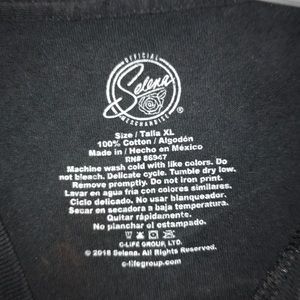 OFFICIAL
Selena
MERCHANDISE
Size / Talla XL
100% Cotton / Algodón
Made in / Hecho en México
RN# 86947
Machine wash cold with like colors. Do
not bleach. Delicate cycle. Tumble dry low.
Remove promptly. Do not iron print.
Lavar en agua fría con colores similares.
Ciclo delicado. No usar blanqueador.
Secar en secadora a baja temperatura.
Quitar rápidamente.
No planchar el estampado.
C-LIFE GROUP, LTD.
© 2018 Selena. All Rights Reserved.
c-lifegroup.com